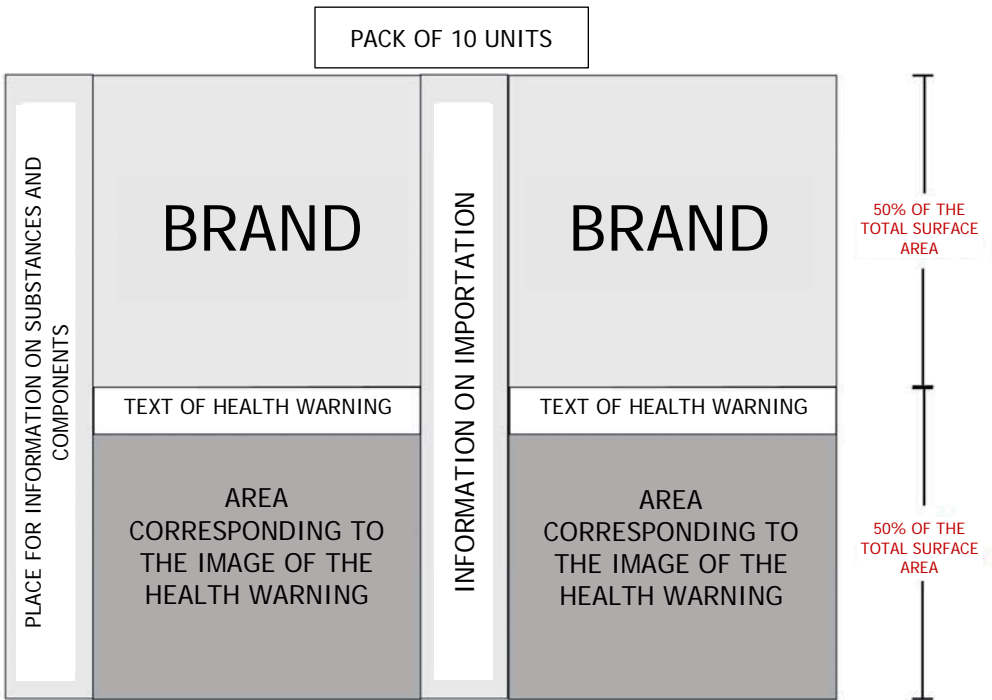 PACK OF 10 UNITS
PLACE FOR INFORMATION ON SUBSTANCES AND
COMPONENTS
BRAND
TEXT OF HEALTH WARNING
AREA
CORRESPONDING TO
THE IMAGE OF THE
HEALTH WARNING
INFORMATION ON IMPORTATION
BRAND
TEXT OF HEALTH WARNING
AREA
CORRESPONDING TO
THE IMAGE OF THE
HEALTH WARNING
50% OF THE
TOTAL SURFACE
AREA
50% OF THE
TOTAL SURFACE
AREA